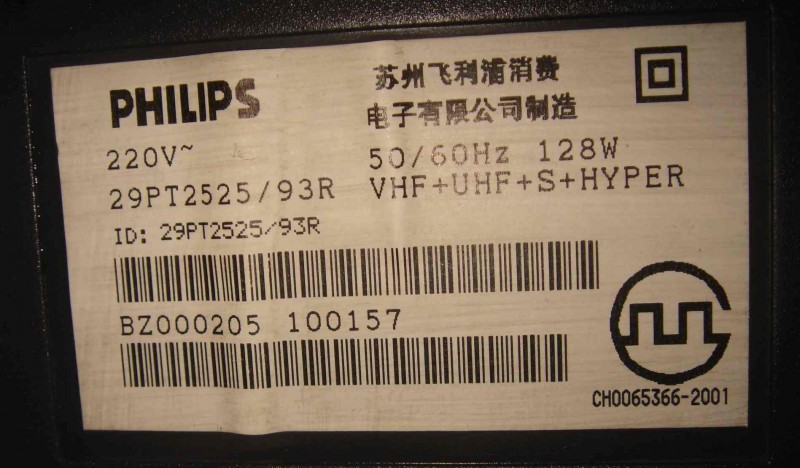 PHILIPS
苏州飞利浦消费
电子有限公司制造
220V~ 50/60Hz 128W
29PT2525/93R VHF+UHF+S+HYPER
ID: 29PT2525/93R
BZ000205 100157
CH0065366-2001